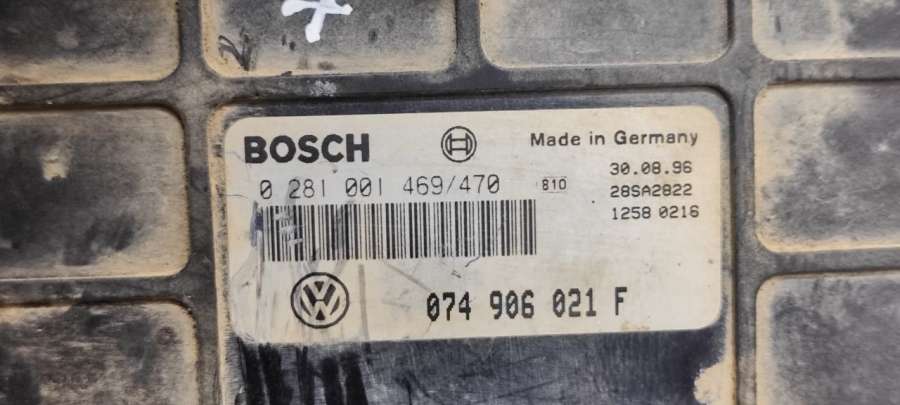 BOSCH
Made in Germany
30.08.96
0 281 001 469/470
810
28SA2822
1258 0216
074 906 021 F